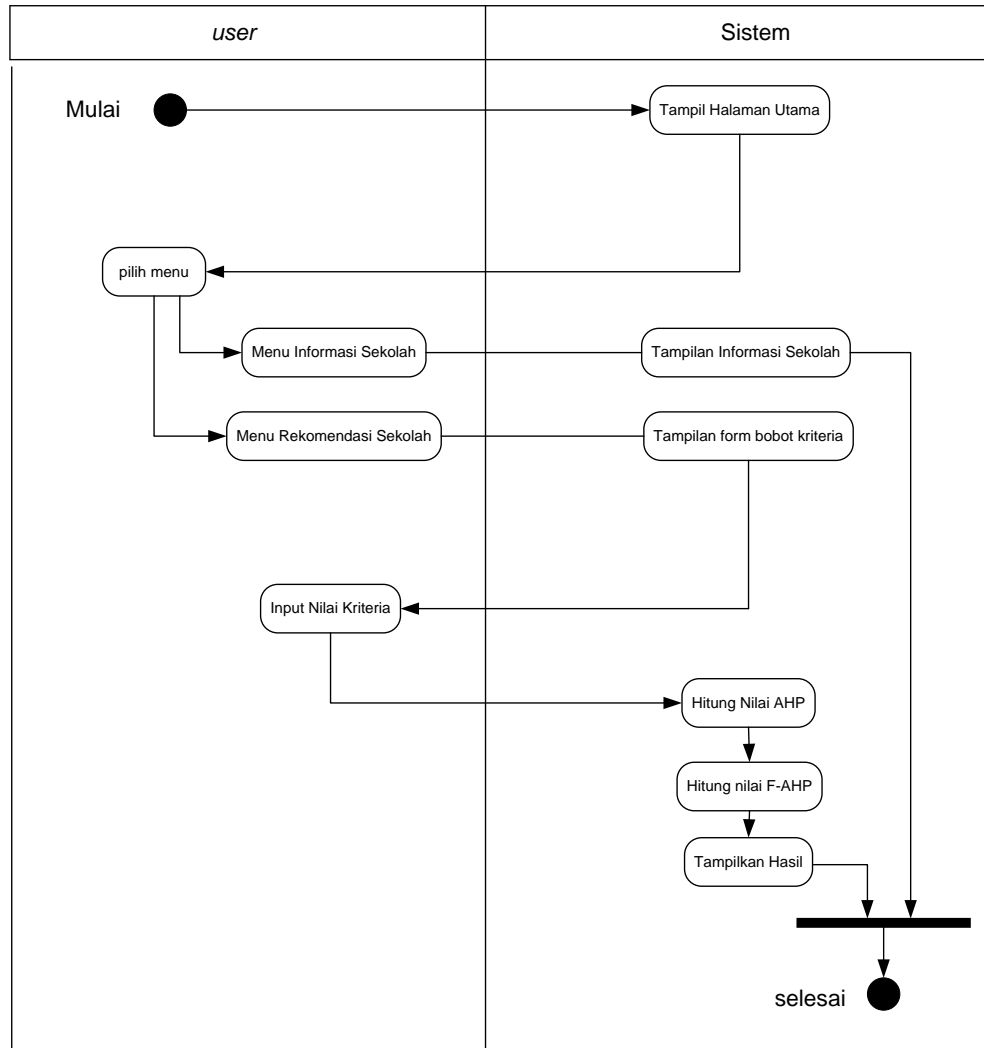 user
Sistem
Mulai
Tampil Halaman Utama
pilih menu
Menu Informasi Sekolah
Tampilan Informasi Sekolah
Menu Rekomendasi Sekolah
Tampilan form bobot kriteria
Input Nilai Kriteria
Hitung Nilai AHP
Hitung nilai F-AHP
Tampilkan Hasil
selesai